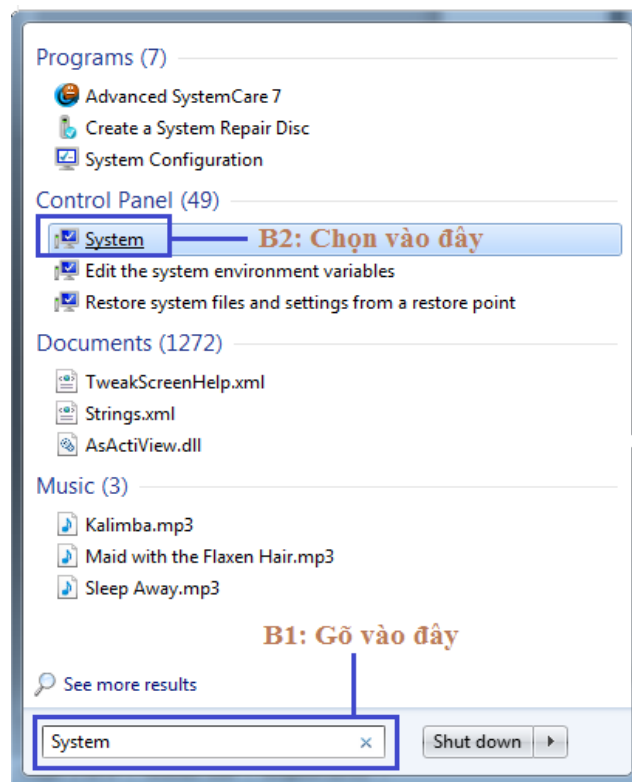 Programs (7)
Advanced SystemCare 7
Create a System Repair Disc
System Configuration
Control Panel (49)
System
B2: Chọn vào đây
Edit the system environment variables
Restore system files and settings from a restore point
Documents (1272)
TweakScreenHelp.xml
Strings.xml
AsActiView.dll
Music (3)
Kalimba.mp3
Maid with the Flaxen Hair.mp3
Sleep Away.mp3
B1: Gõ vào đây
See more results
System
Shut down